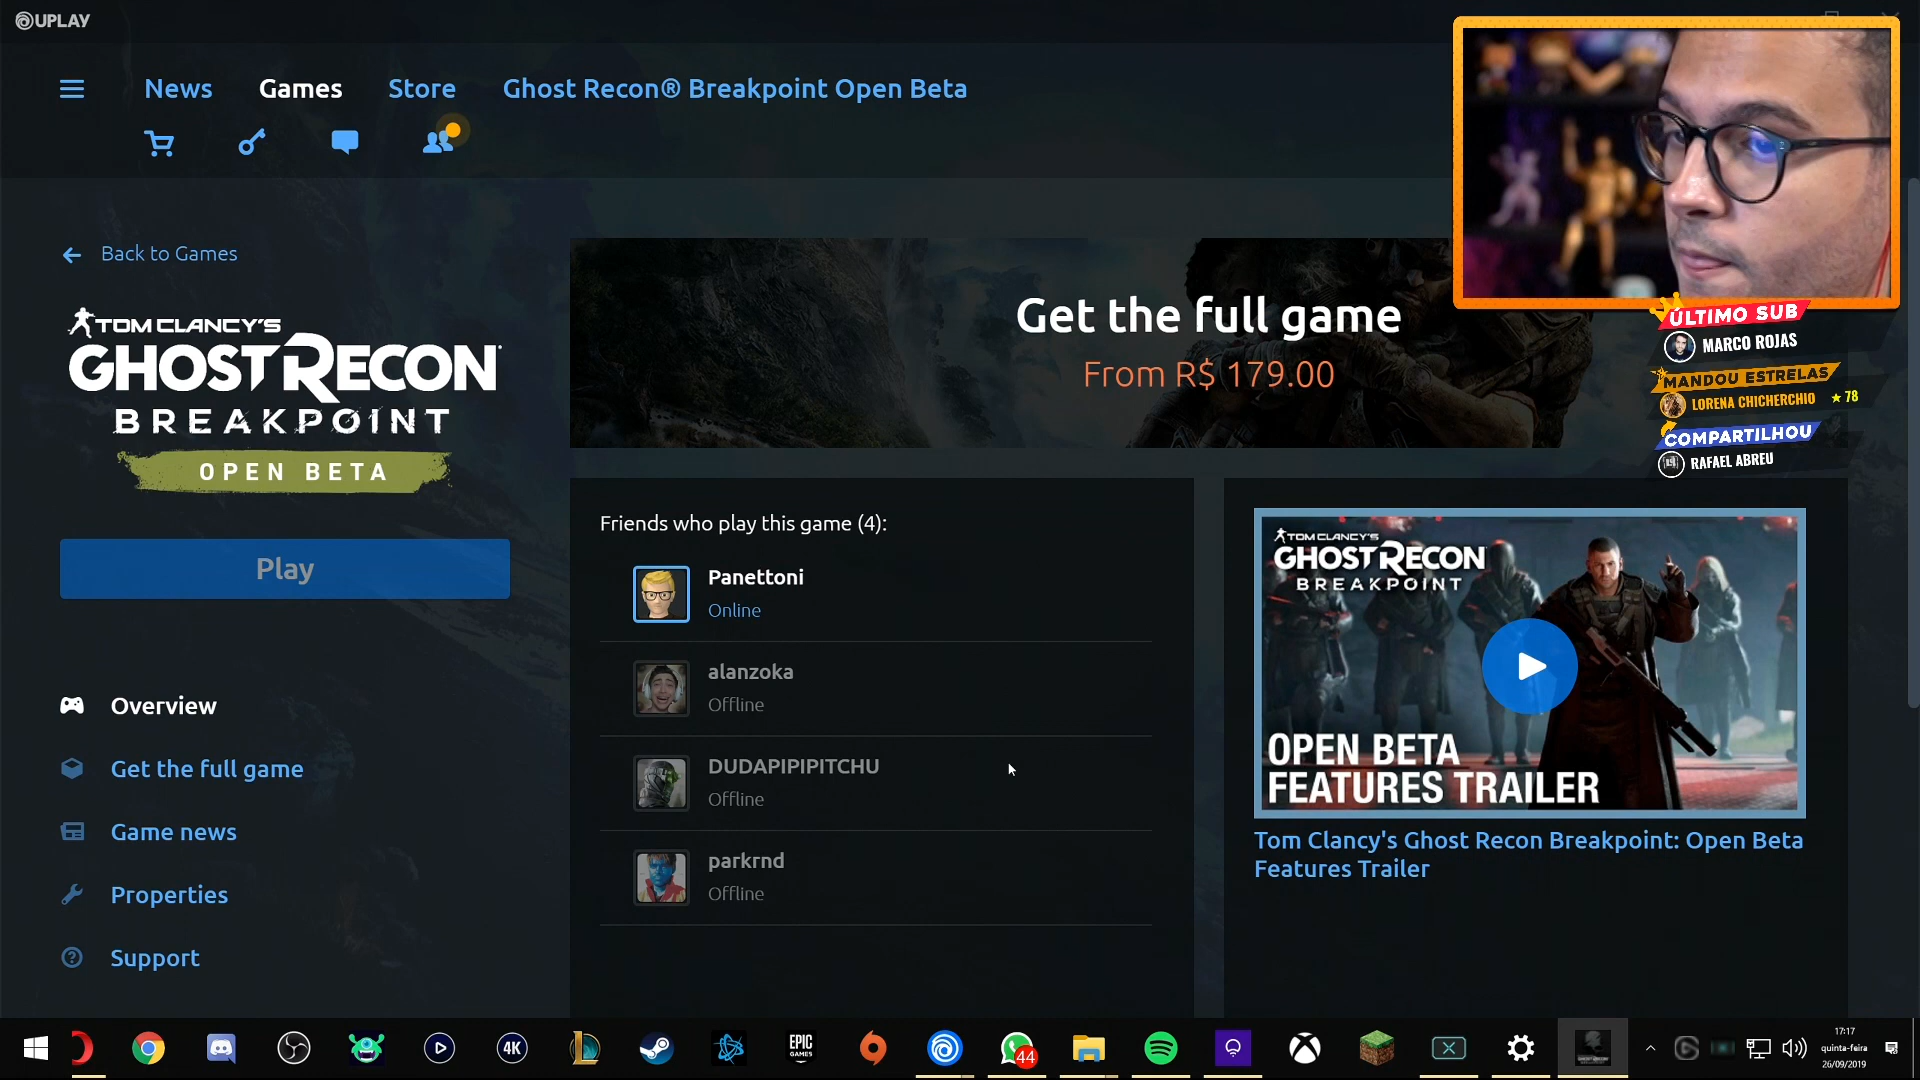 UPLAY
News
Games
Store
Ghost Recon® Breakpoint Open Beta
Back to Games
TOM CLANCY'S
GHOST RECON
BREAKPOINT
OPEN BETA
Play
Overview
Get the full game
Game news
Properties
Support
Get the full game
From R$ 179.00
Friends who play this game (4):
Panettoni
Online
alanzoka
Offline
DUDAPIPIPITCHU
Offline
parkrnd
Offline
ÚLTIMO SUB
MARCO ROJAS
MANDOU ESTRELAS
LORENA CHICHERCHIO ★ 78
COMPARTILHOU
RAFAEL ABREU
TOM CLANCY'S
GHOST RECON
BREAKPOINT
OPEN BETA
FEATURES TRAILER
Tom Clancy's Ghost Recon Breakpoint: Open Beta
Features Trailer
4K
EPIC
GAMES
44
17:17
quinta-feira
26/09/2019